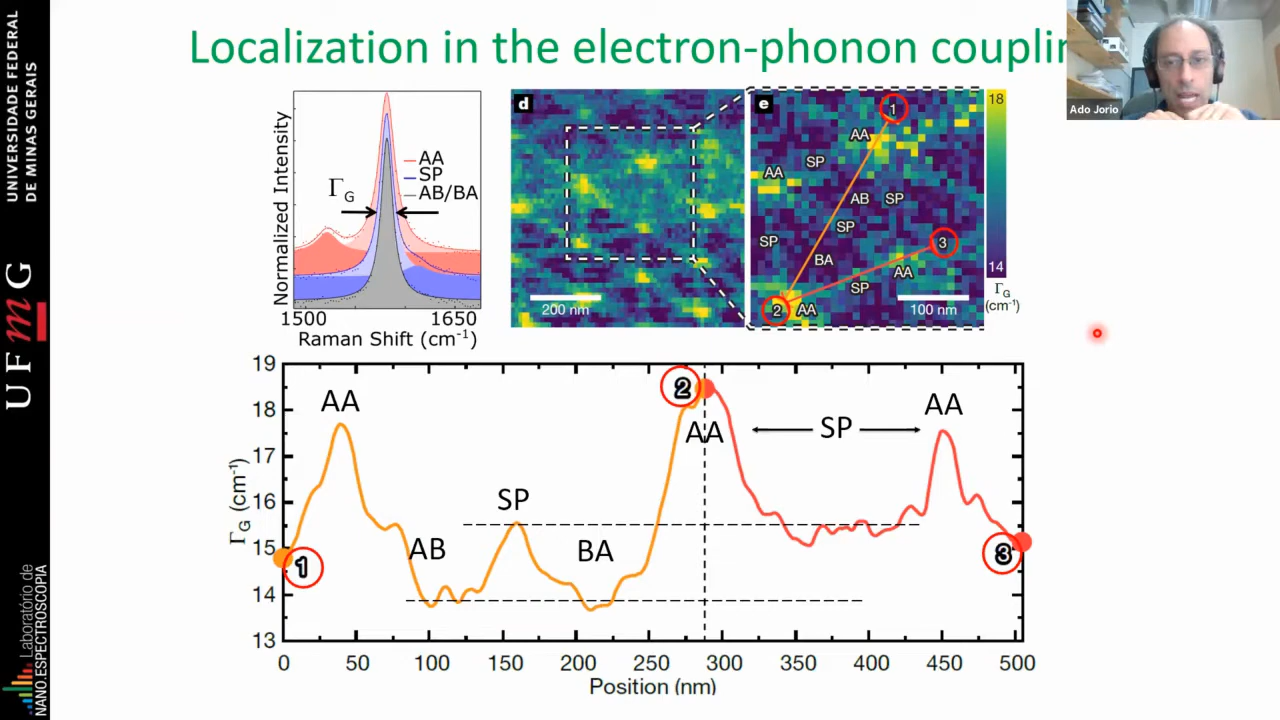 Localization in the electron-phonon couplin
Ado Jorio
UNIVERSIDADE FEDERAL
DE MINAS GERAIS
UFmG
Laboratório de
NANO.ESPECTROSCOPIA
Normalized Intensity
Γ G
AA
SP
AB/BA
1500 1650
Raman Shift (cm-1)
d
200 nm
e
1
AA
SP
AA
AB SP
SP
SP
3
BA
AA
SP
2 AA
100 nm
18
14
ΓG
(cm-1)
19
18
17
16
15
14
13
ΓG (cm-1)
AA
2
AA
SP
AA
SP
AB
BA
1
3
0 50 100 150 200 250 300 350 400 450 500
Position (nm)